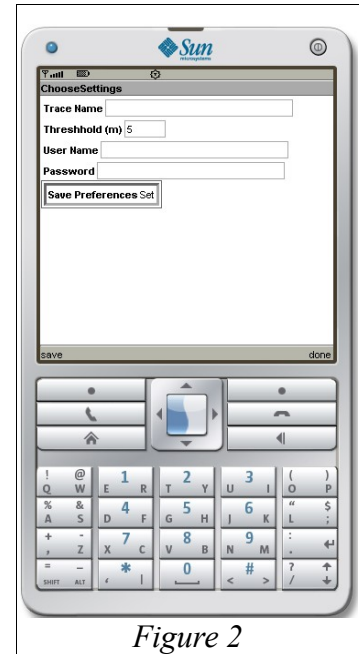 Sun
microsystems
ChooseSettings
Trace Name
Threshhold (m) 5
User Name
Password
Save Preferences Set
save done
! @ 1 2 3 ( )
Q W E R T Y U I O P
% & 4 5 6 " $
A S D F G H J K L ;
+ - 7 8 9 :
, Z X C V B N M .
= _ * 0 # ?
SHIFT ALT , | < > /
Figure 2